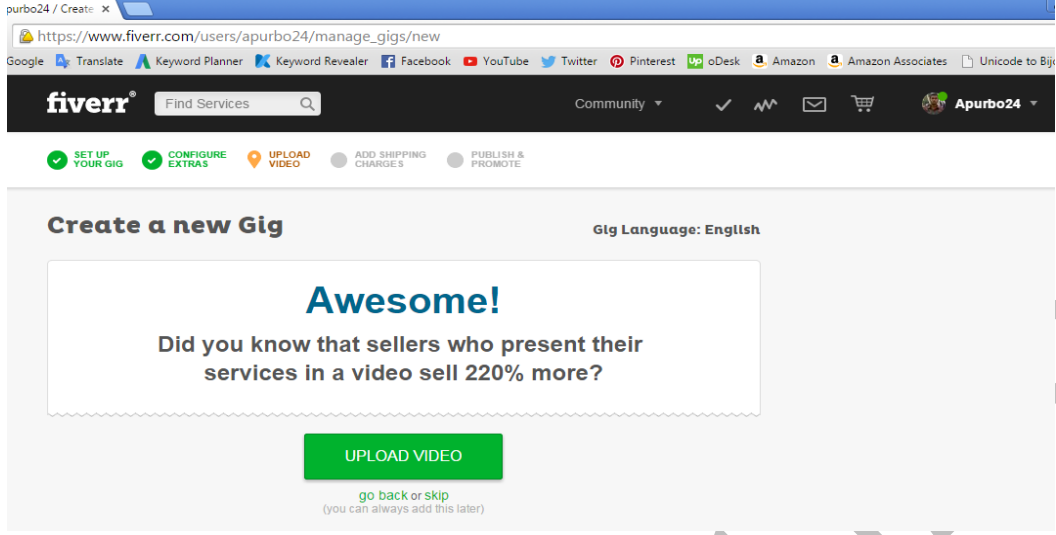 purbo24 / Create ×
https://www.fiverr.com/users/apurbo24/manage_gigs/new
Google Translate Keyword Planner Keyword Revealer Facebook YouTube Twitter Pinterest oDesk Amazon Amazon Associates Unicode to Bijo
fiverr® Find Services Community Apurbo24
SET UP YOUR GIG
CONFIGURE EXTRAS
UPLOAD VIDEO
ADD SHIPPING CHARGES
PUBLISH & PROMOTE
Create a new Gig
Gig Language: English
Awesome!
Did you know that sellers who present their
services in a video sell 220% more?
UPLOAD VIDEO
go back or skip
(you can always add this later)